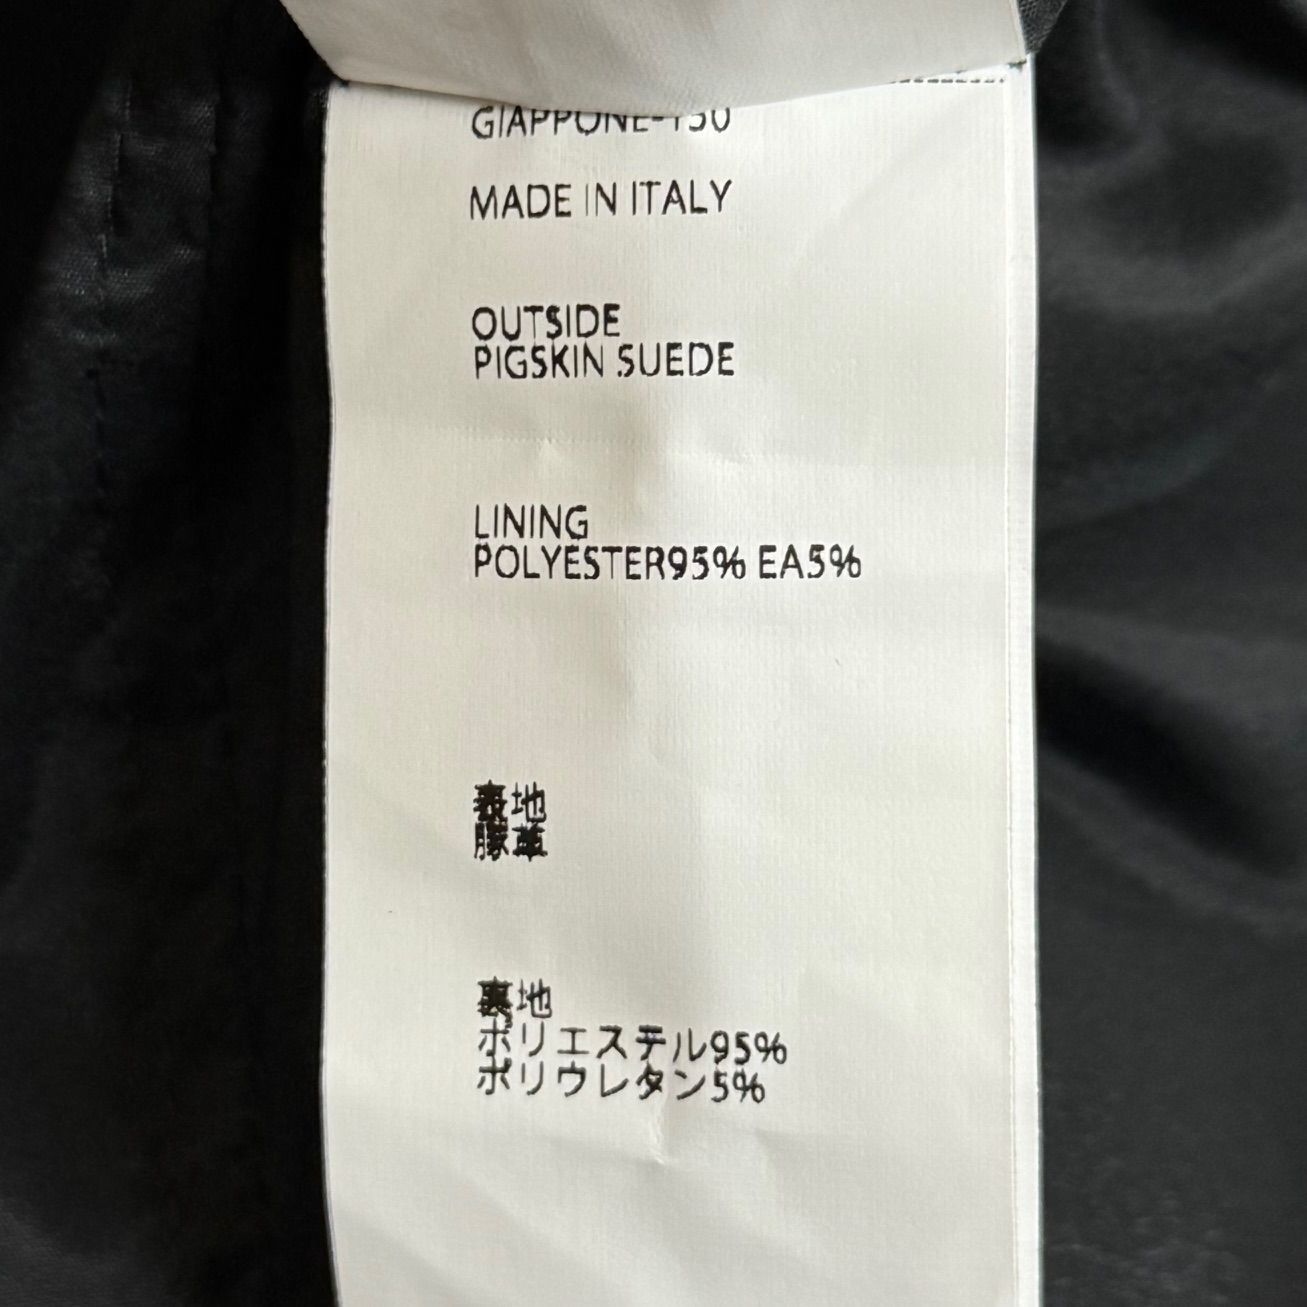 GIAPPONE-150
MADE IN ITALY
OUTSIDE
PIGSKIN SUEDE
LINING
POLYESTER95% EA5%
表地
豚革
裏地
ポリエステル95%
ポリウレタン5%